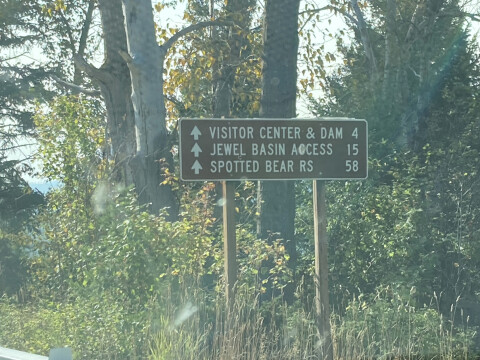 ↑ VISITOR CENTER & DAM 4
↑ JEWEL BASIN ACCESS 15
↑ SPOTTED BEAR RS 58